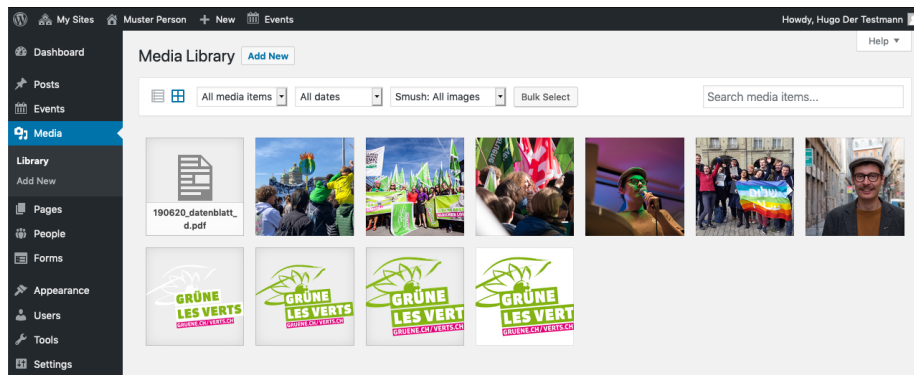 My Sites
Muster Person
New
Events
Howdy, Hugo Der Testmann
Help
Dashboard
Posts
Events
Media
Library
Add New
Pages
People
Forms
Appearance
Users
Tools
Settings
Media Library
Add New
All media items
All dates
Smush: All images
Bulk Select
Search media items...
190620_datenblatt_
d.pdf
שלום
GRÜNE
LES VERTS
GRUENE.CH/VERTS.CH
GRÜNE
LES VERTS
GRUENE.CH/VERTS.CH
GRÜNE
LES VERT
GRUENE.CH/VERTS.CH
GRÜNE
LES VERT
GRUENE.CH/VERTS.CH